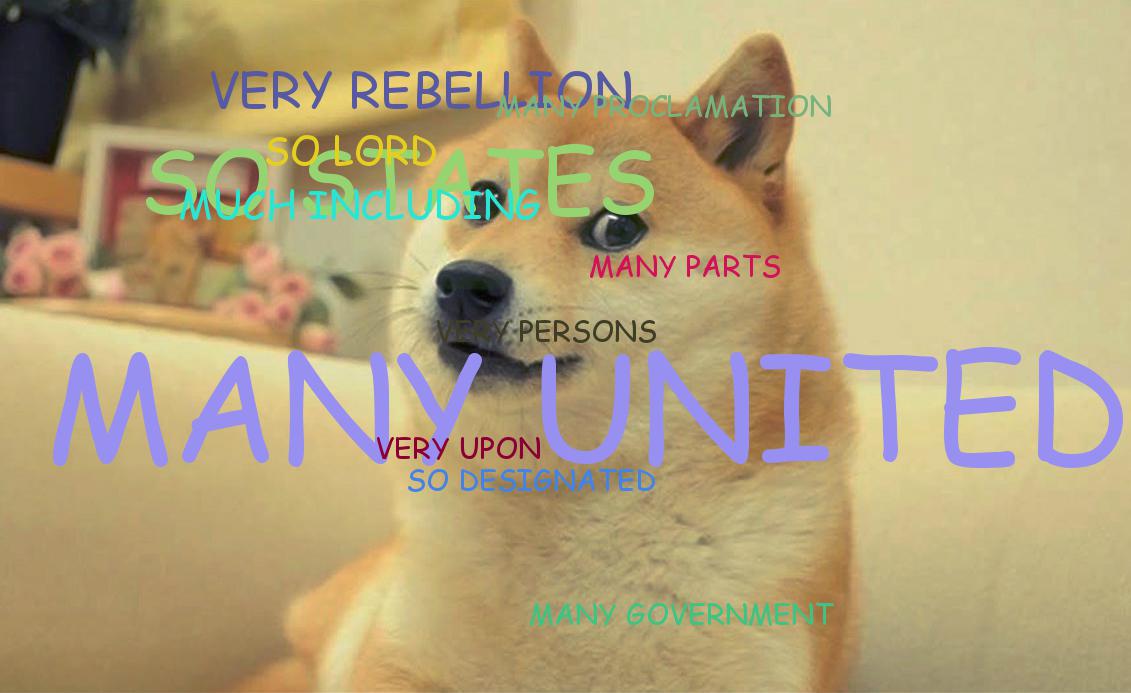 VERY REBELLION
MANY PROCLAMATION
SO LORD
SO STATES
MUCH INCLUDING
MANY PARTS
VERY PERSONS
MANY UNITED
VERY UPON
SO DESIGNATED
MANY GOVERNMENT